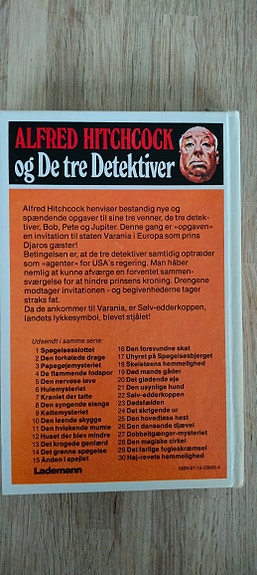 ALFRED HITCHCOCK
og De tre Detektiver
Alfred Hitchcock henviser bestandig nye og
spændende opgaver til sine tre venner, de tre detek-
tiver, Bob, Pete og Jupiter. Denne gang er «opgaven»
en invitation til staten Varania i Europa som prins
Djaros gæster!
Betingelsen er, at de tre detektiver samtidig optræder
som «agenter» for USA's regering. Man håber
nemlig at kunne afværge en forventet sammen-
sværgelse for at hindre prinsens kroning. Drengene
modtager invitationen - og begivenhederne tager
straks fat.
Da de ankommer til Varania, er Sølv-edderkoppen,
landets lykkesymbol, blevet stjålet!
Udsendt i samme serie:
1 Spøgelsesslottet
2 Den forkølede drage
3 Papegøjemysteriet
4 De flammende fodspor
5 Den nervøse løve
6 Hulemysteriet
7 Kraniet der talte
8 Den syngende slange
9 Kattemysteriet
10 Den leende skygge
11 Den hviskende mumie
12 Huset der blev mindre
13 Det krogede genfærd
14 Det grønne spøgelse
15 Ånden i spejlet
16 Den forsvundne skat
17 Uhyret på Spøgelsesbjerget
18 Skeletøens hemmelighed
19 Død mands gåder
20 Det glødende øje
21 Den usynlige hund
22 Sølv-edderkoppen
23 Dødsfælden
24 Det skrigende ur
25 Den hovedløse hest
26 Den dansende djævel
27 Dobbeltgænger-mysteriet
28 Den magiske cirkel
29 Det farlige fugleskræmsel
30 Haj-revets hemmelighed
Lademann